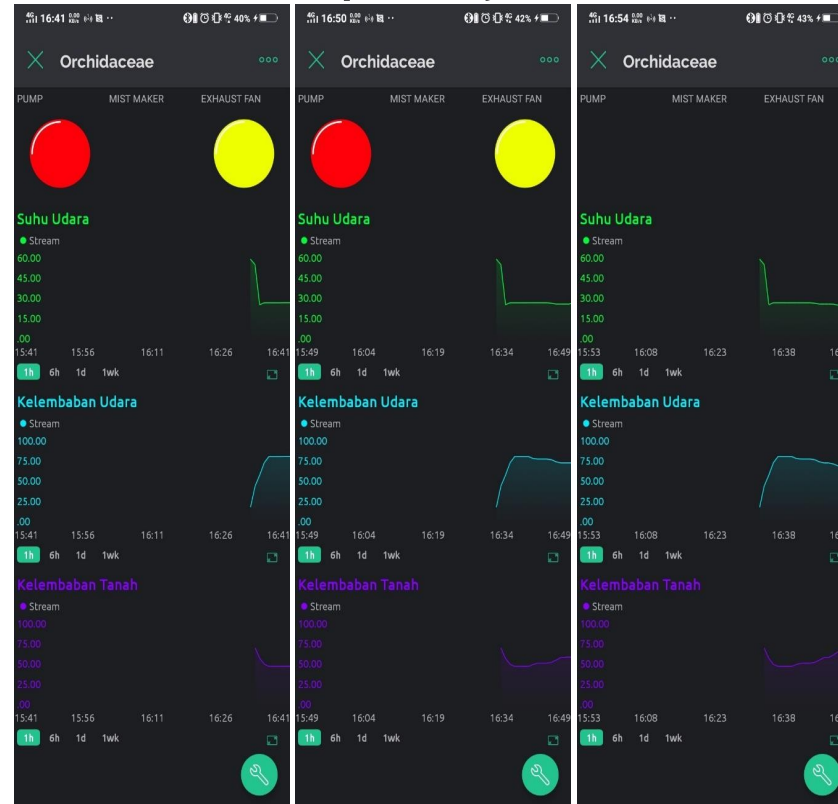 16:41 0.00 KB/s 4G 40%
Orchidaceae
PUMP MIST MAKER EXHAUST FAN
Suhu Udara
Stream
60.00
45.00
30.00
15.00
.00
15:41 15:56 16:11 16:26 16:41
1h 6h 1d 1wk
Kelembaban Udara
Stream
100.00
75.00
50.00
25.00
.00
15:41 15:56 16:11 16:26 16:41
1h 6h 1d 1wk
Kelembaban Tanah
Stream
100.00
75.00
50.00
25.00
.00
15:41 15:56 16:11 16:26 16:41
1h 6h 1d 1wk
16:50 0.00 KB/s 4G 42%
Orchidaceae
PUMP MIST MAKER EXHAUST FAN
Suhu Udara
Stream
60.00
45.00
30.00
15.00
.00
15:49 16:04 16:19 16:34 16:49
1h 6h 1d 1wk
Kelembaban Udara
Stream
100.00
75.00
50.00
25.00
.00
15:49 16:04 16:19 16:34 16:49
1h 6h 1d 1wk
Kelembaban Tanah
Stream
100.00
75.00
50.00
25.00
.00
15:49 16:04 16:19 16:34 16:49
1h 6h 1d 1wk
16:54 4G 43%
Orchidaceae
PUMP MIST MAKER EXHAUST FAN
Suhu Udara
Stream
60.00
45.00
30.00
15.00
.00
15:53 16:08 16:23 16:38
1h 6h 1d 1wk
Kelembaban Udara
Stream
100.00
75.00
50.00
25.00
.00
15:53 16:08 16:23 16:38
1h 6h 1d 1wk
Kelembaban Tanah
Stream
100.00
75.00
50.00
25.00
.00
15:53 16:08 16:23 16:38
1h 6h 1d 1wk